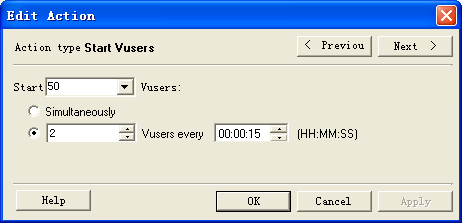 Edit Action
Action type Start Vusers < Previou Next >
Start 50 Vusers:
Simultaneously
2 Vusers every 00:00:15 (HH:MM:SS)
Help OK Cancel Apply